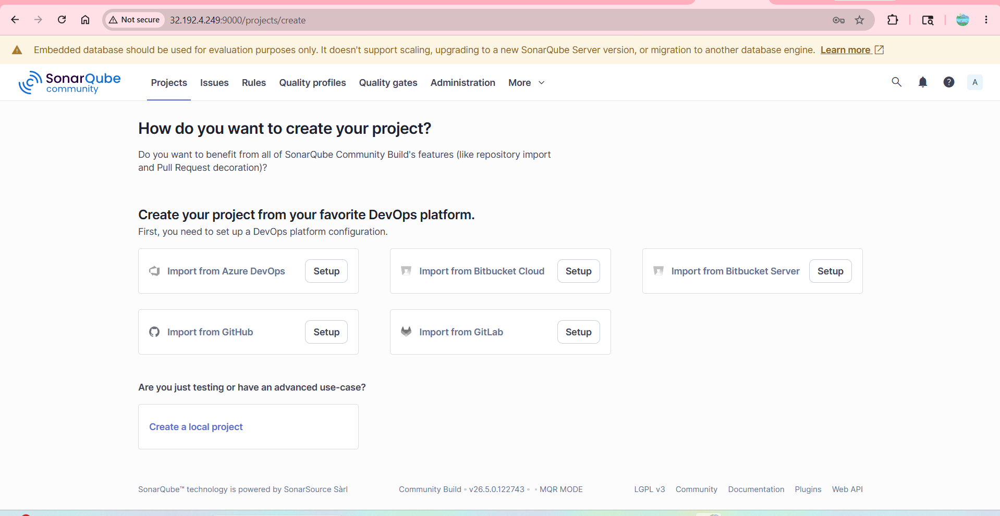 Not secure 32.192.4.249:9000/projects/create
Embedded database should be used for evaluation purposes only. It doesn't support scaling, upgrading to a new SonarQube Server version, or migration to another database engine. Learn more
SonarQube community
Projects Issues Rules Quality profiles Quality gates Administration More A
How do you want to create your project?
Do you want to benefit from all of SonarQube Community Build's features (like repository import
and Pull Request decoration)?
Create your project from your favorite DevOps platform.
First, you need to set up a DevOps platform configuration.
Import from Azure DevOps Setup Import from Bitbucket Cloud Setup Import from Bitbucket Server Setup
Import from GitHub Setup Import from GitLab Setup
Are you just testing or have an advanced use-case?
Create a local project
SonarQube™ technology is powered by SonarSource Sàrl Community Build • v26.5.0.122743 • • MQR MODE LGPL v3 Community Documentation Plugins Web API